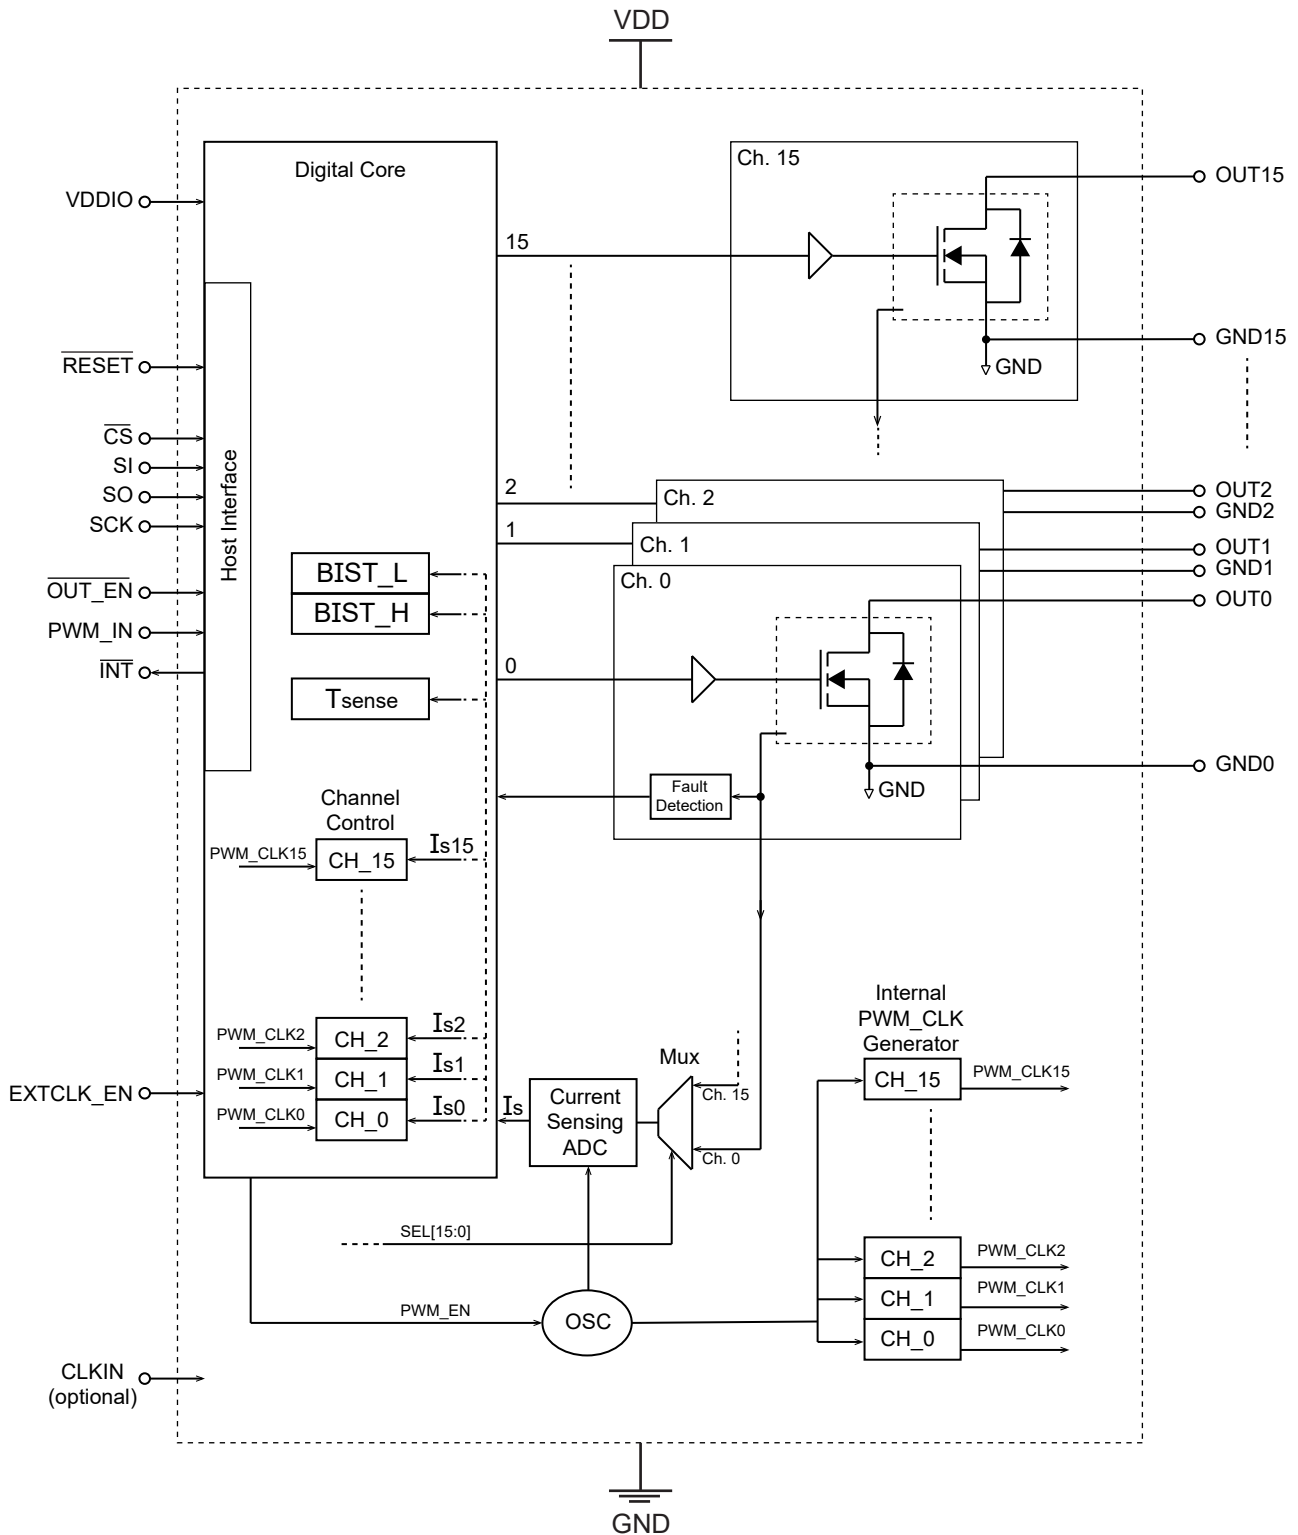 VDD
Digital Core
VDDIO
RESET
CS
SI
SO
SCK
OUT_EN
PWM_IN
INT
Host Interface
BIST_L
BIST_H
Tsense
Channel
Control
PWM_CLK15
CH_15
Is15
PWM_CLK2
CH_2
Is2
PWM_CLK1
CH_1
Is1
PWM_CLK0
CH_0
Is0
EXTCLK_EN
15
2
1
0
Ch. 15
GND
OUT15
GND15
Ch. 2
Ch. 1
Ch. 0
GND
Fault
Detection
OUT2
GND2
OUT1
GND1
OUT0
GND0
Is
Current
Sensing
ADC
Mux
Ch. 15
Ch. 0
SEL[15:0]
PWM_EN
OSC
Internal
PWM_CLK
Generator
CH_15
PWM_CLK15
CH_2
PWM_CLK2
CH_1
PWM_CLK1
CH_0
PWM_CLK0
CLKIN
(optional)
GND